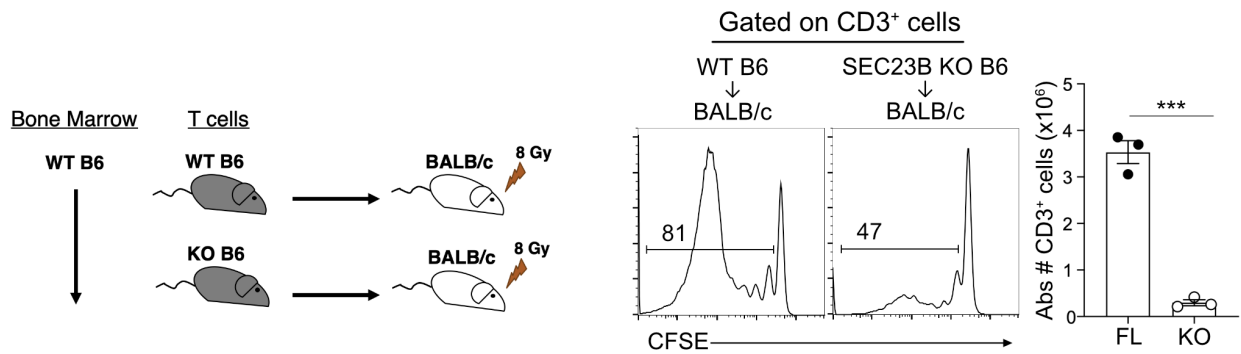 Bone Marrow
T cells
WT B6
WT B6
BALB/c
8 Gy
KO B6
BALB/c
8 Gy
Gated on CD3⁺ cells
WT B6
↓
BALB/c
SEC23B KO B6
↓
BALB/c
81
47
CFSE
Abs # CD3⁺ cells (x10⁶)
5
4
3
2
1
0
***
FL
KO